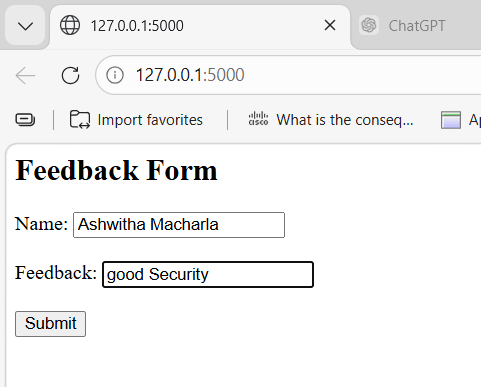 127.0.0.1:5000
ChatGPT
127.0.0.1:5000
Import favorites
cisco
What is the conseq...
Ap
Feedback Form
Name: Ashwitha Macharla
Feedback: good Security
Submit